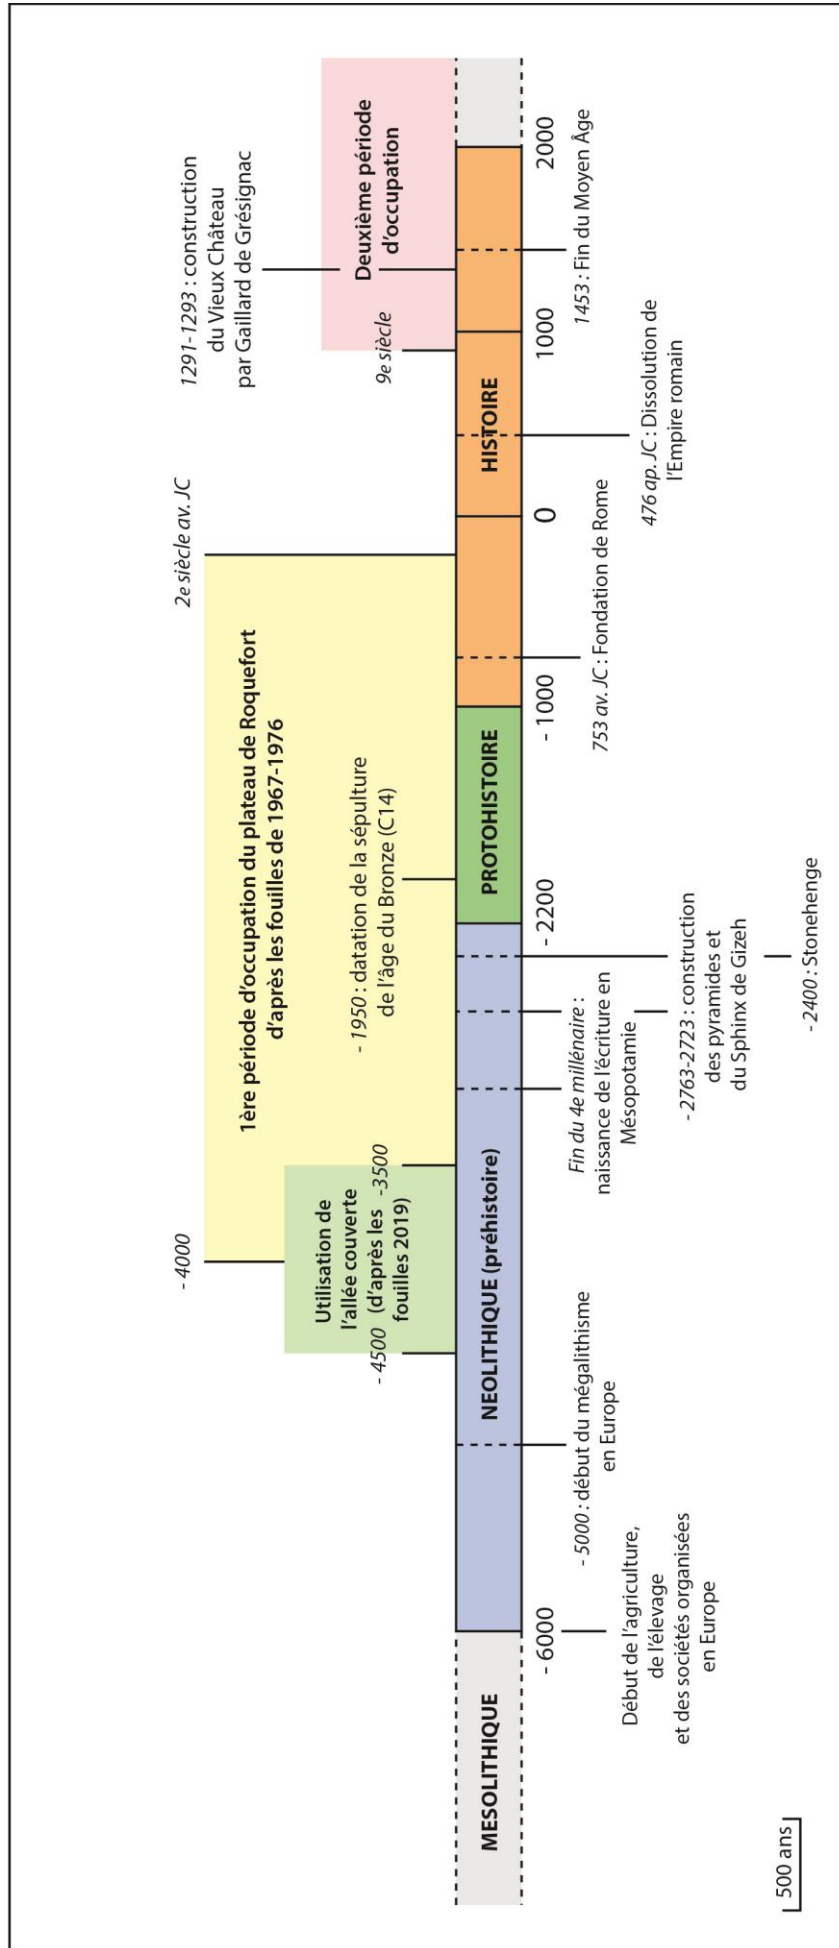 1291-1293 : construction
du Vieux Château
par Gaillard de Grésignac
2e siècle av. JC
- 4000
1ère période d'occupation du plateau de Roquefort
d'après les fouilles de 1967-1976
Deuxième période
d'occupation
9e siècle
Utilisation de
l'allée couverte
(d'après les
fouilles 2019)
- 4500
-3500
- 1950 : datation de la sépulture
de l'âge du Bronze (C14)
MESOLITHIQUE
NEOLITHIQUE (préhistoire)
PROTOHISTOIRE
HISTOIRE
- 6000
- 2200
- 1000
0
1000
2000
Début de l'agriculture,
de l'élevage
et des sociétés organisées
en Europe
- 5000 : début du mégalithisme
en Europe
Fin du 4e millénaire :
naissance de l'écriture en
Mésopotamie
-2763-2723 : construction
des pyramides et
du Sphinx de Gizeh
-2400 : Stonehenge
753 av. JC : Fondation de Rome
476 ap. JC : Dissolution de
l'Empire romain
1453 : Fin du Moyen Âge
500 ans